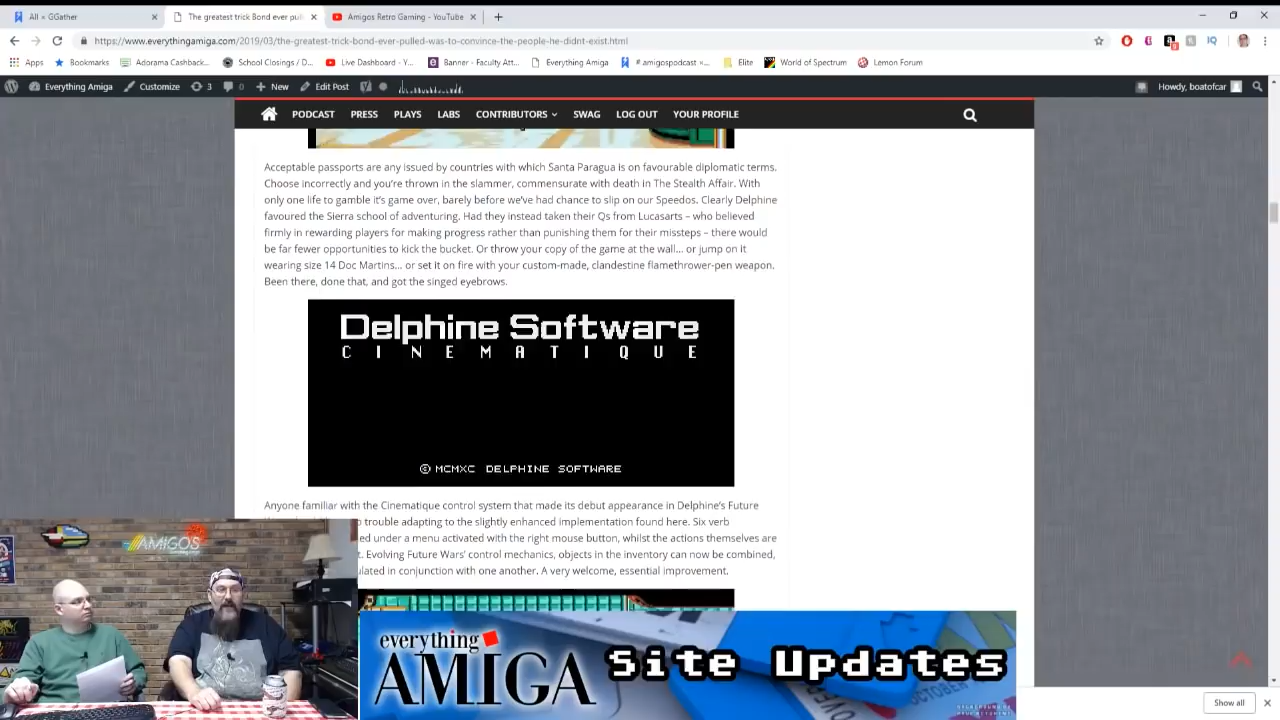 All « GGather
The greatest trick Bond ever pull
Amigos Retro Gaming - YouTube
https://www.everythingamiga.com/2019/03/the-greatest-trick-bond-ever-pulled-was-to-convince-the-people-he-didnt-exist.html
Apps Bookmarks Adorama Cashback... School Closings / D... Live Dashboard - Y... Banner - Faculty Att... Everything Amiga # amigospodcast «... Elite World of Spectrum Lemon Forum
Everything Amiga Customize 3 0 New Edit Post Howdy, boatofcar
PODCAST PRESS PLAYS LABS CONTRIBUTORS SWAG LOG OUT YOUR PROFILE
Acceptable passports are any issued by countries with which Santa Paragua is on favourable diplomatic terms.
Choose incorrectly and you're thrown in the slammer, commensurate with death in The Stealth Affair. With
only one life to gamble it's game over, barely before we've had chance to slip on our Speedos. Clearly Delphine
favoured the Sierra school of adventuring. Had they instead taken their Qs from Lucasarts – who believed
firmly in rewarding players for making progress rather than punishing them for their missteps – there would
be far fewer opportunities to kick the bucket. Or throw your copy of the game at the wall... or jump on it
wearing size 14 Doc Martins... or set it on fire with your custom-made, clandestine flamethrower-pen weapon.
Been there, done that, and got the singed eyebrows.
Delphine Software
CINEMATIQUE
© MCMXC DELPHINE SOFTWARE
Anyone familiar with the Cinematique control system that made its debut appearance in Delphine's Future
trouble adapting to the slightly enhanced implementation found here. Six verb
under a menu activated with the right mouse button, whilst the actions themselves are
Evolving Future Wars' control mechanics, objects in the inventory can now be combined,
in conjunction with one another. A very welcome, essential improvement.
AMIGOS
everything
AMIGA
Site Updates
Show all